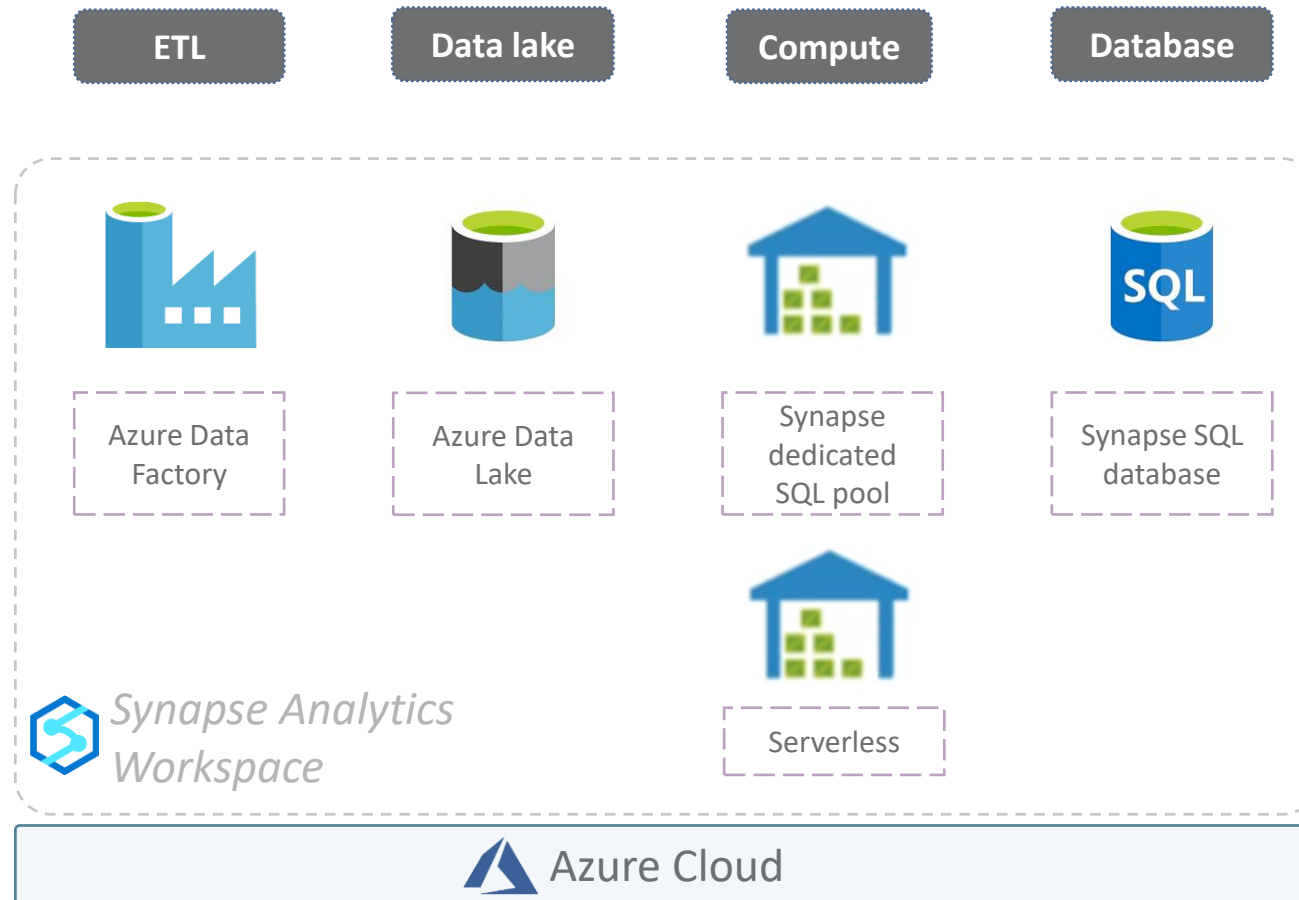 ETL
Data lake
Compute
Database
SQL
Azure Data
Factory
Azure Data
Lake
Synapse
dedicated
SQL pool
Synapse SQL
database
Serverless
Synapse Analytics
Workspace
Azure Cloud